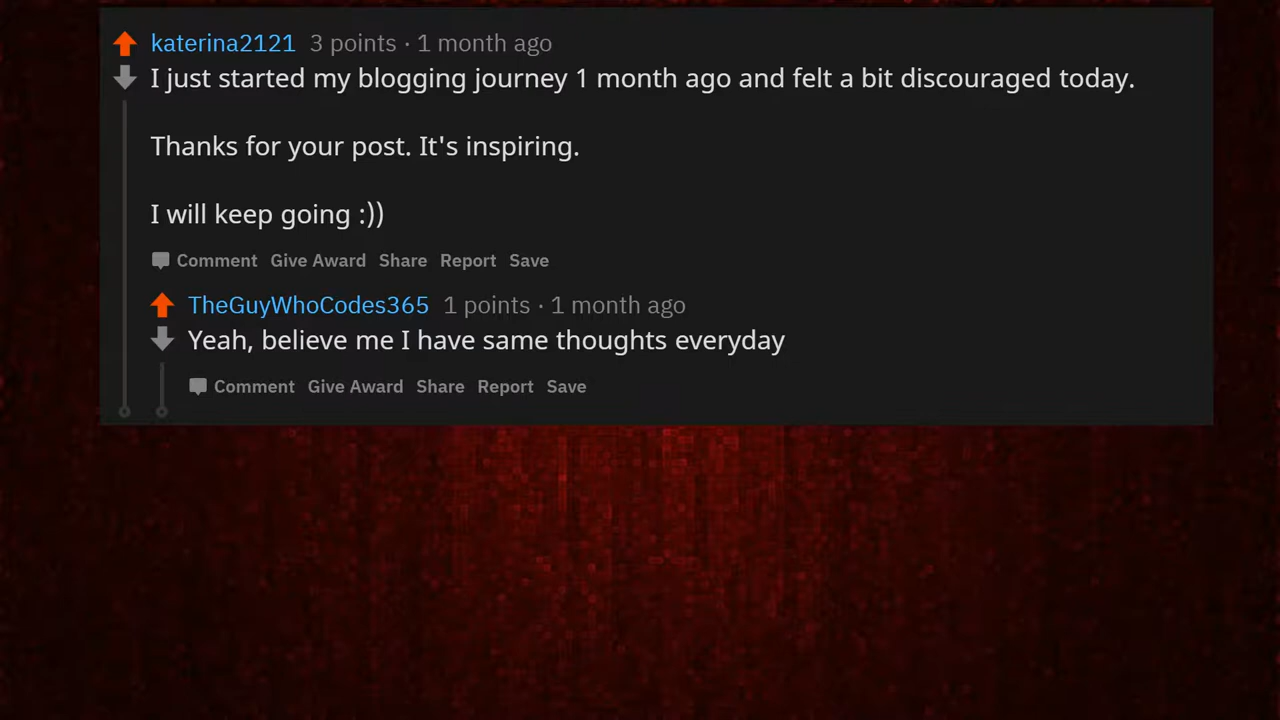 katerina2121 3 points · 1 month ago
I just started my blogging journey 1 month ago and felt a bit discouraged today.
Thanks for your post. It's inspiring.
I will keep going :))
Comment Give Award Share Report Save
TheGuyWhoCodes365 1 points · 1 month ago
Yeah, believe me I have same thoughts everyday
Comment Give Award Share Report Save